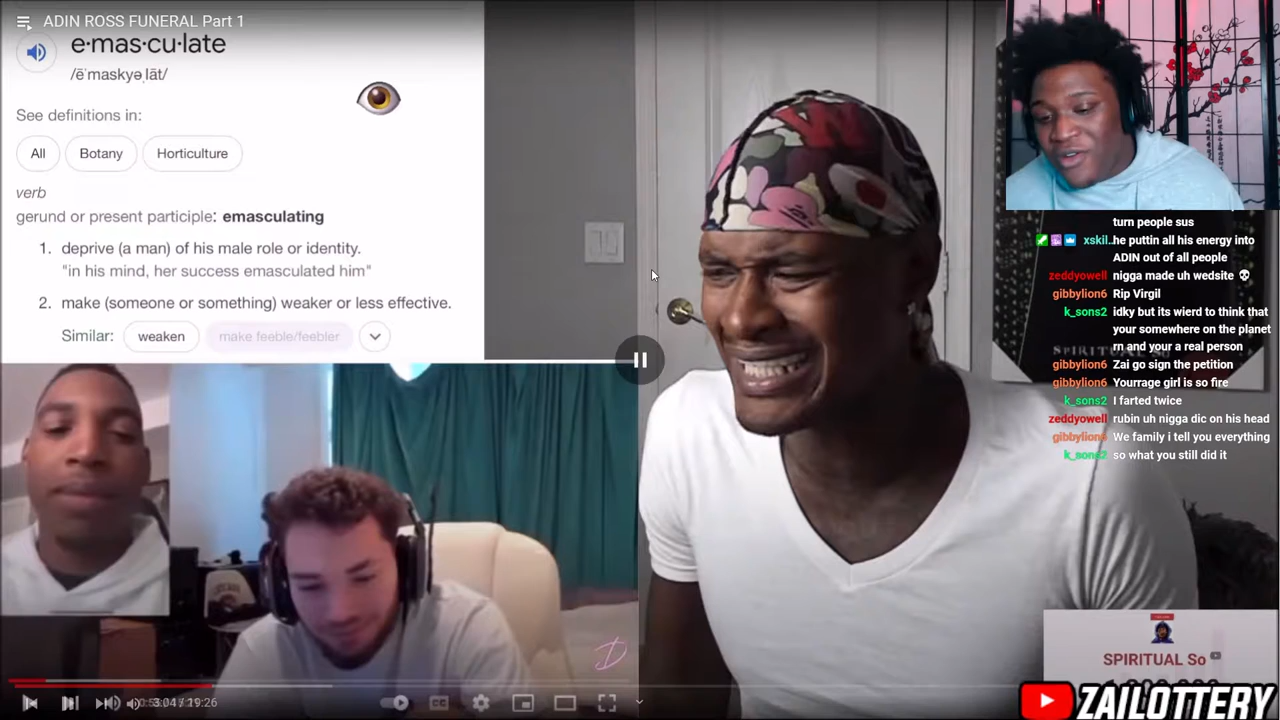 ADIN ROSS FUNERAL Part 1
e·mas·cu·late
/ēˈmaskyəˌlāt/
See definitions in:
All
Botany
Horticulture
verb
gerund or present participle: emasculating
1. deprive (a man) of his male role or identity.
"in his mind, her success emasculated him"
2. make (someone or something) weaker or less effective.
Similar:
weaken
make feeble/feebler
turn people sus
xskil.. he puttin all his energy into
ADIN out of all people
zeddyowell nigga made uh wedsite 💀
gibbylion6 Rip Virgil
k_sons2 idky but its wierd to think that
your somewhere on the planet
rn and your a real person
gibbylion6 Zai go sign the petition
gibbylion6 Yourrage girl is so fire
k_sons2 I farted twice
zeddyowell rubin uh nigga dic on his head
gibbylion6 We family i tell you everything
k_sons2 so what you still did it
SPIRITUAL So
SPIRITUAL So
ZAILOTTERY